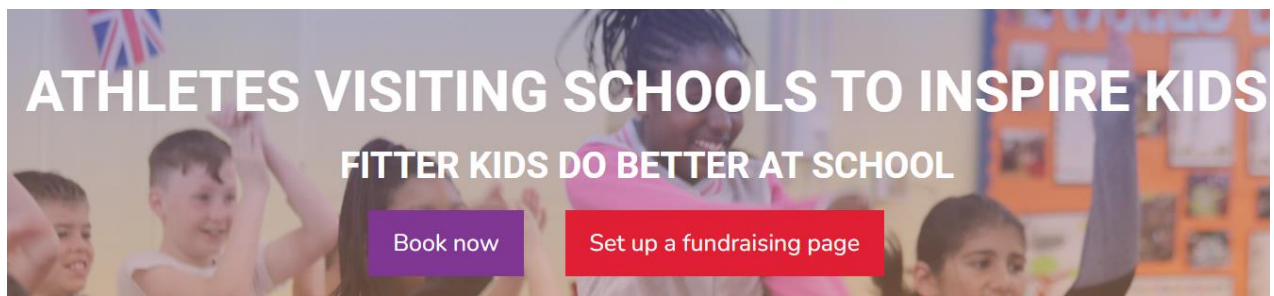 ATHLETES VISITING SCHOOLS TO INSPIRE KIDS
FITTER KIDS DO BETTER AT SCHOOL
Book now
Set up a fundraising page